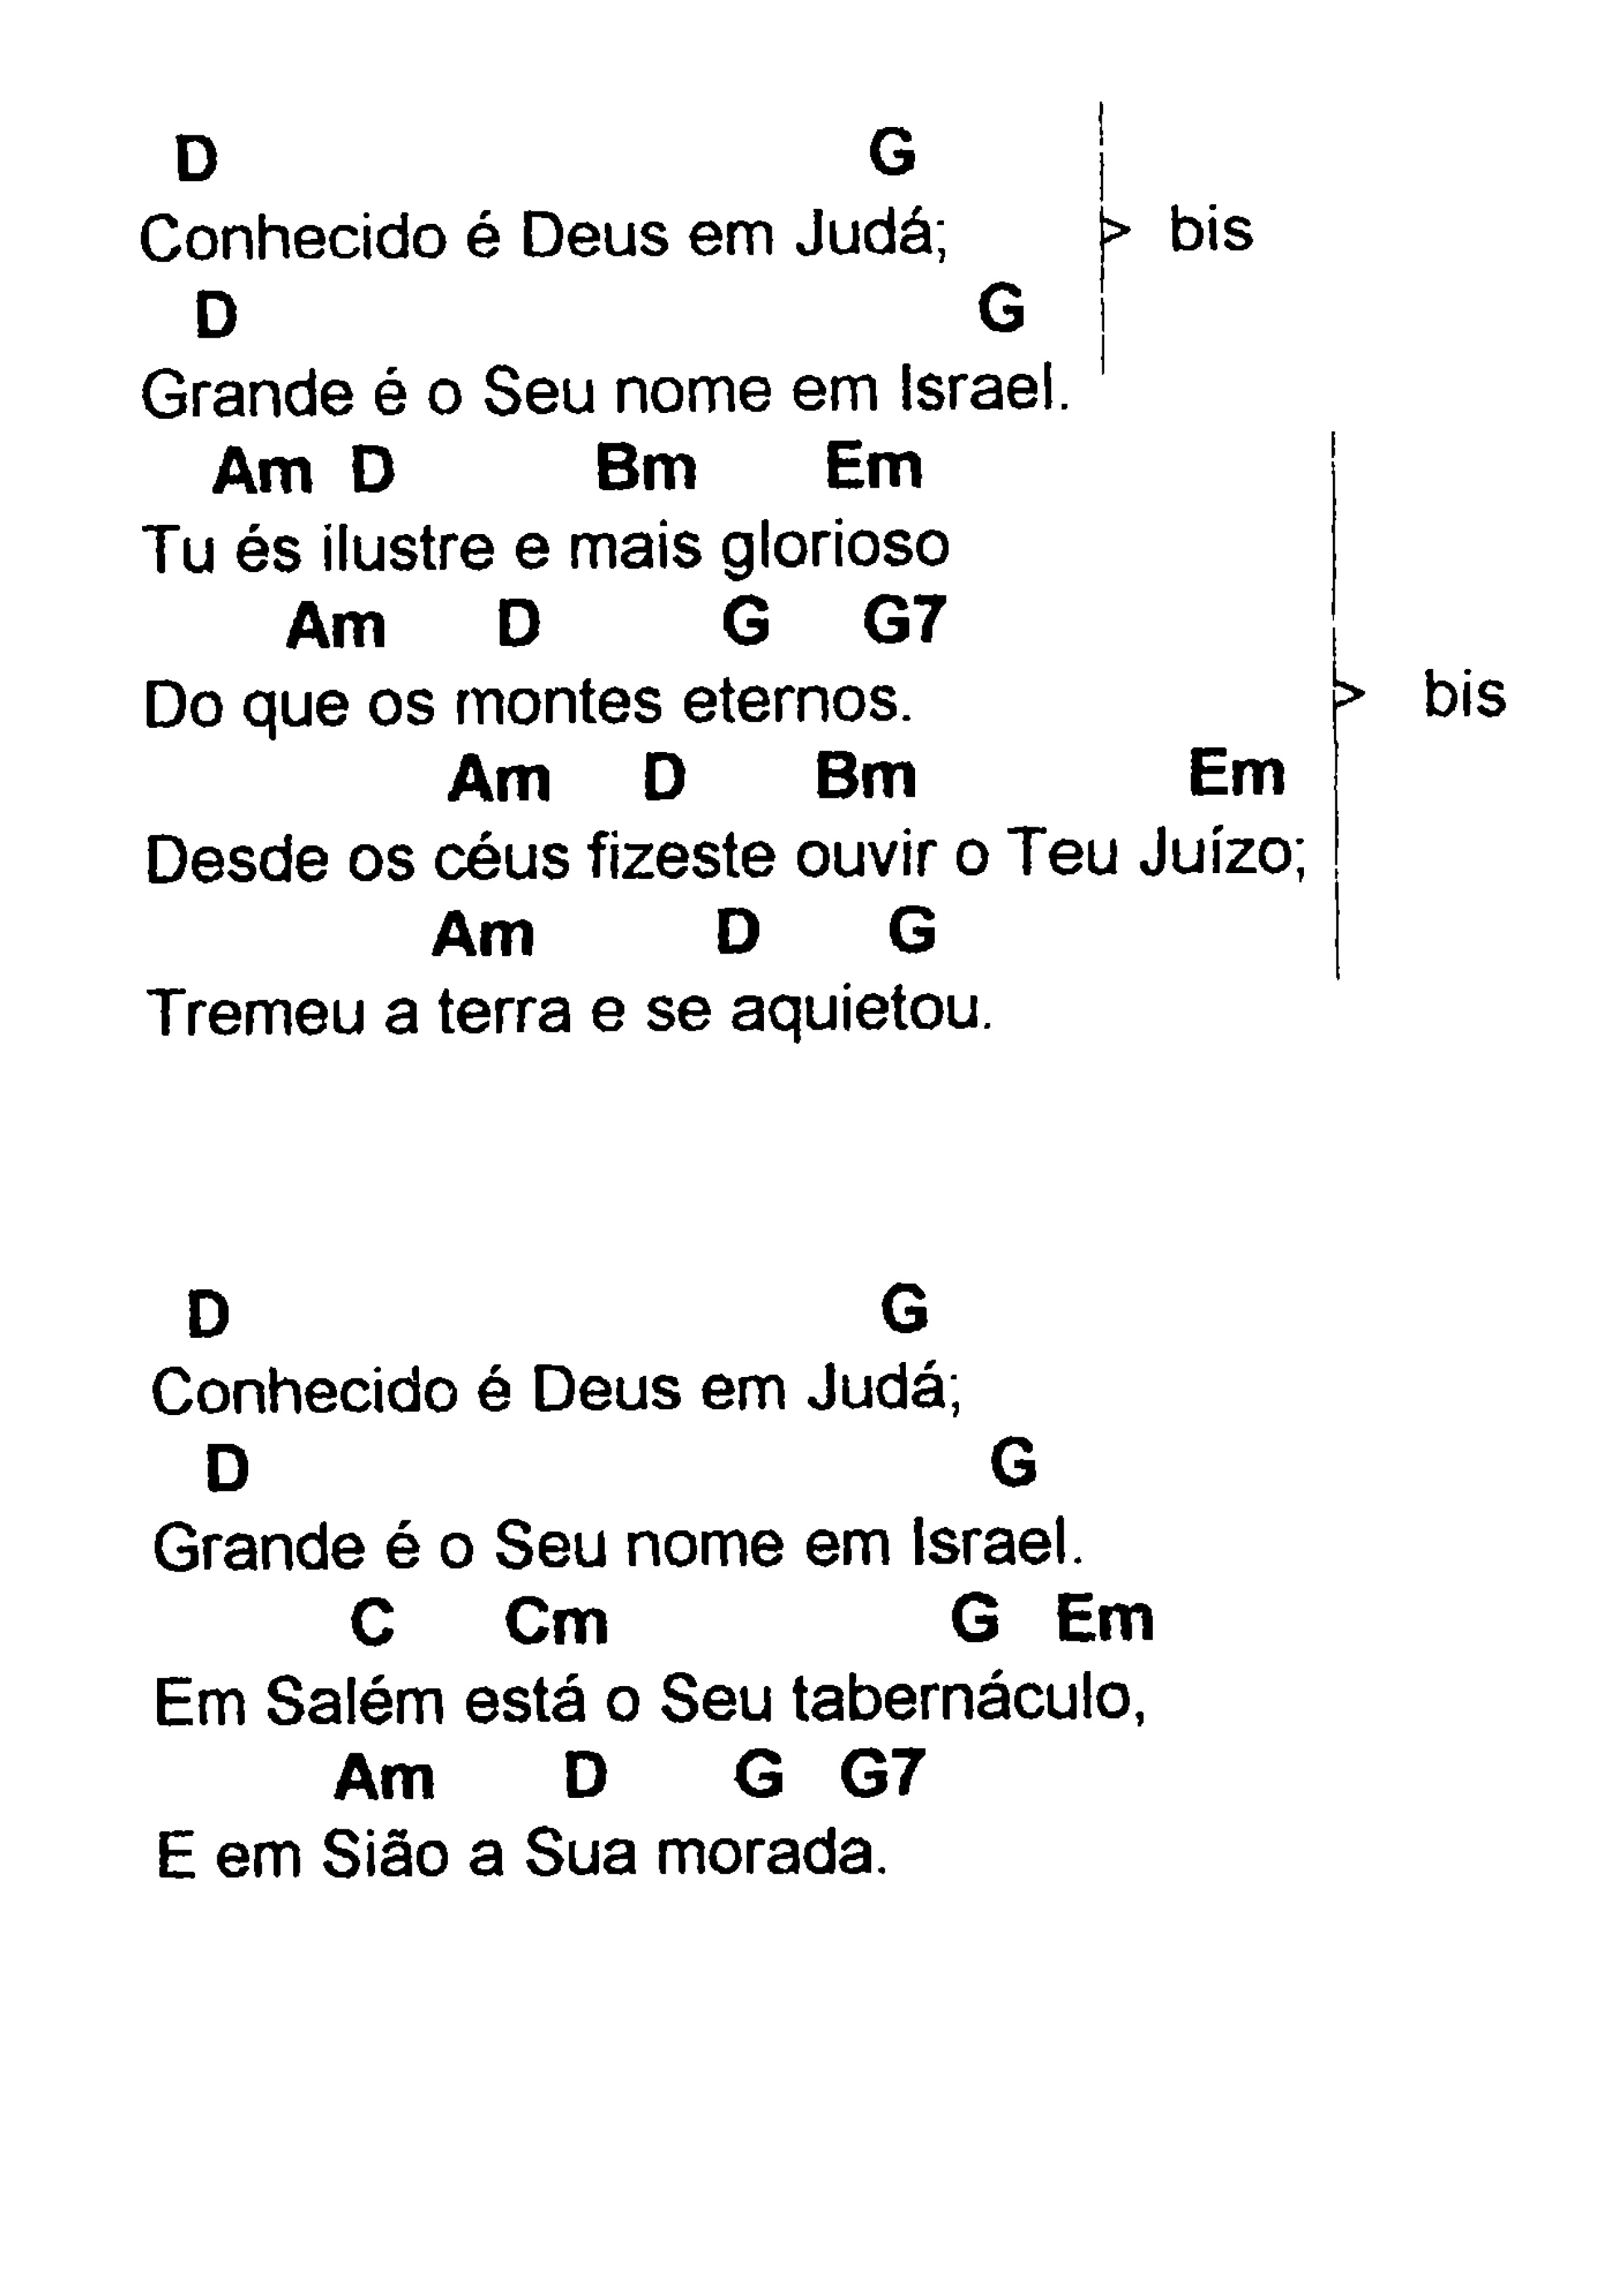 D G
Conhecido é Deus em Judá; > bis
D G
Grande é o Seu nome em Israel.
Am D Bm Em
Tu és ilustre e mais glorioso
Am D G G7
Do que os montes eternos. > bis
Am D Bm Em
Desde os céus fizeste ouvir o Teu Juízo;
Am D G
Tremeu a terra e se aquietou.
D G
Conhecido é Deus em Judá;
D G
Grande é o Seu nome em Israel.
C Cm G Em
Em Salém está o Seu tabernáculo,
Am D G G7
E em Sião a Sua morada.